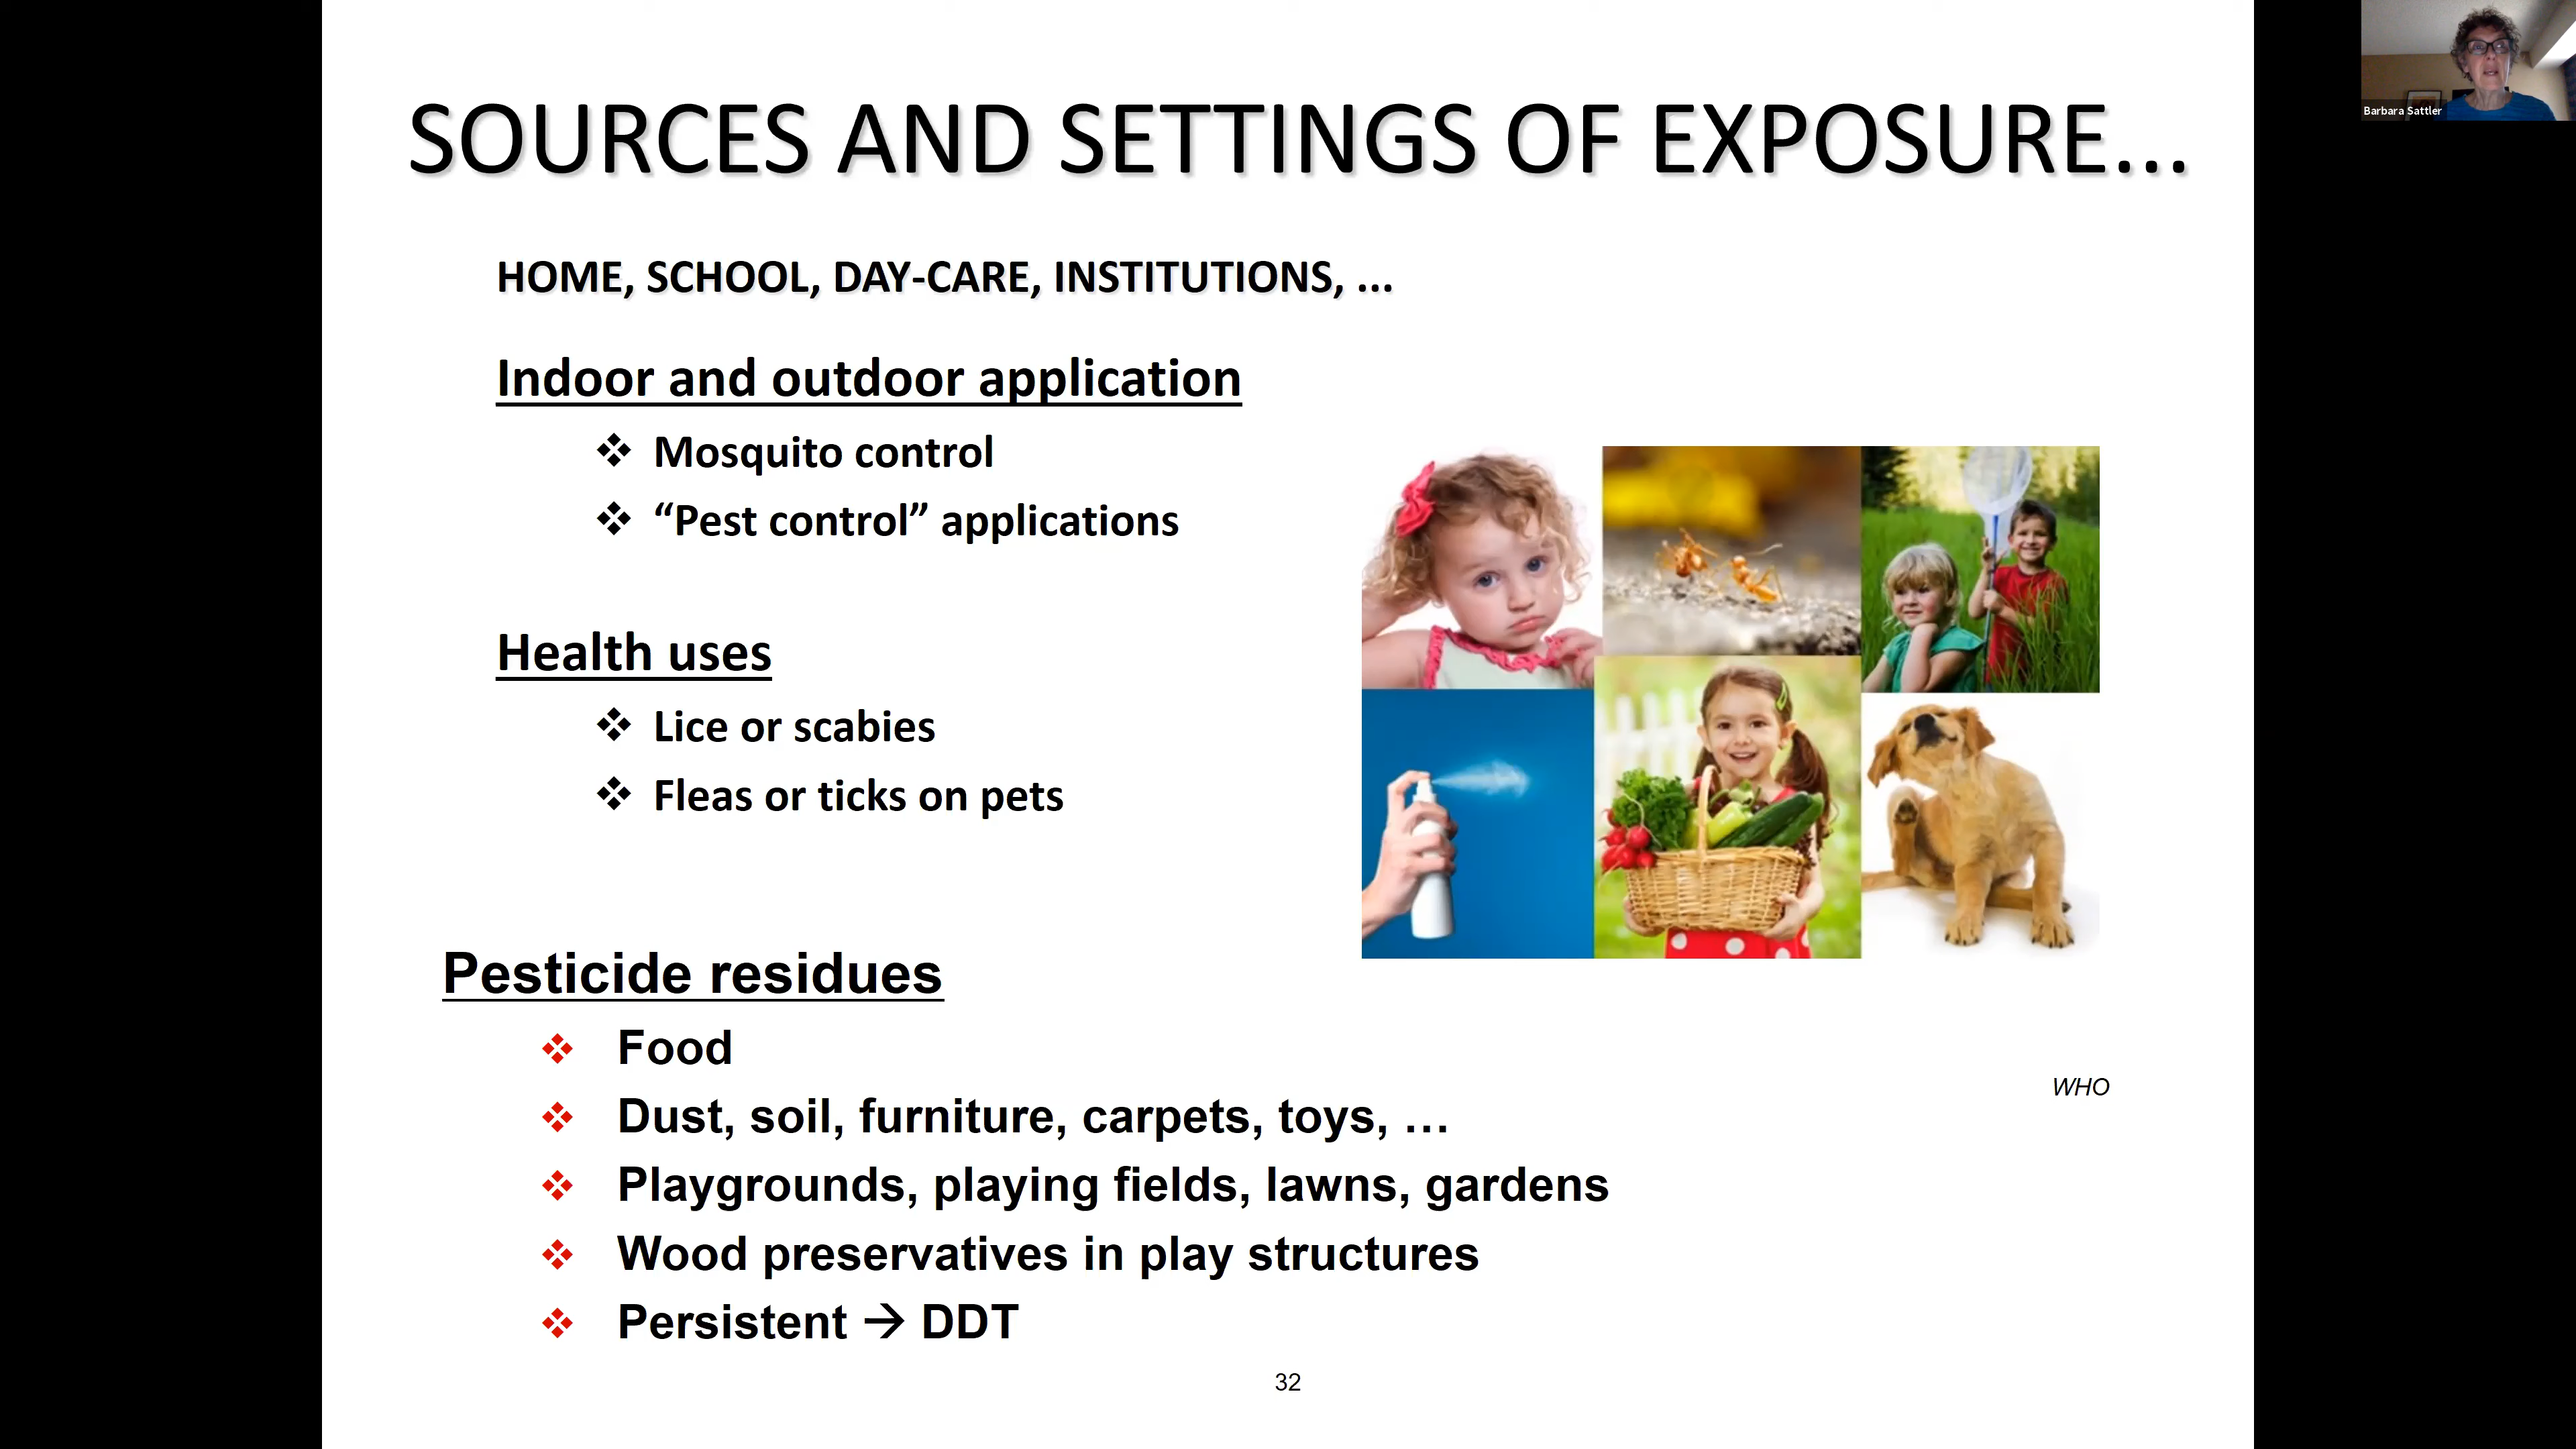 SOURCES AND SETTINGS OF EXPOSURE...
Barbara Sattler
HOME, SCHOOL, DAY-CARE, INSTITUTIONS, ...
Indoor and outdoor application
❖ Mosquito control
❖ “Pest control” applications
Health uses
❖ Lice or scabies
❖ Fleas or ticks on pets
Pesticide residues
❖ Food
❖ Dust, soil, furniture, carpets, toys, …
❖ Playgrounds, playing fields, lawns, gardens
❖ Wood preservatives in play structures
❖ Persistent → DDT
WHO
32